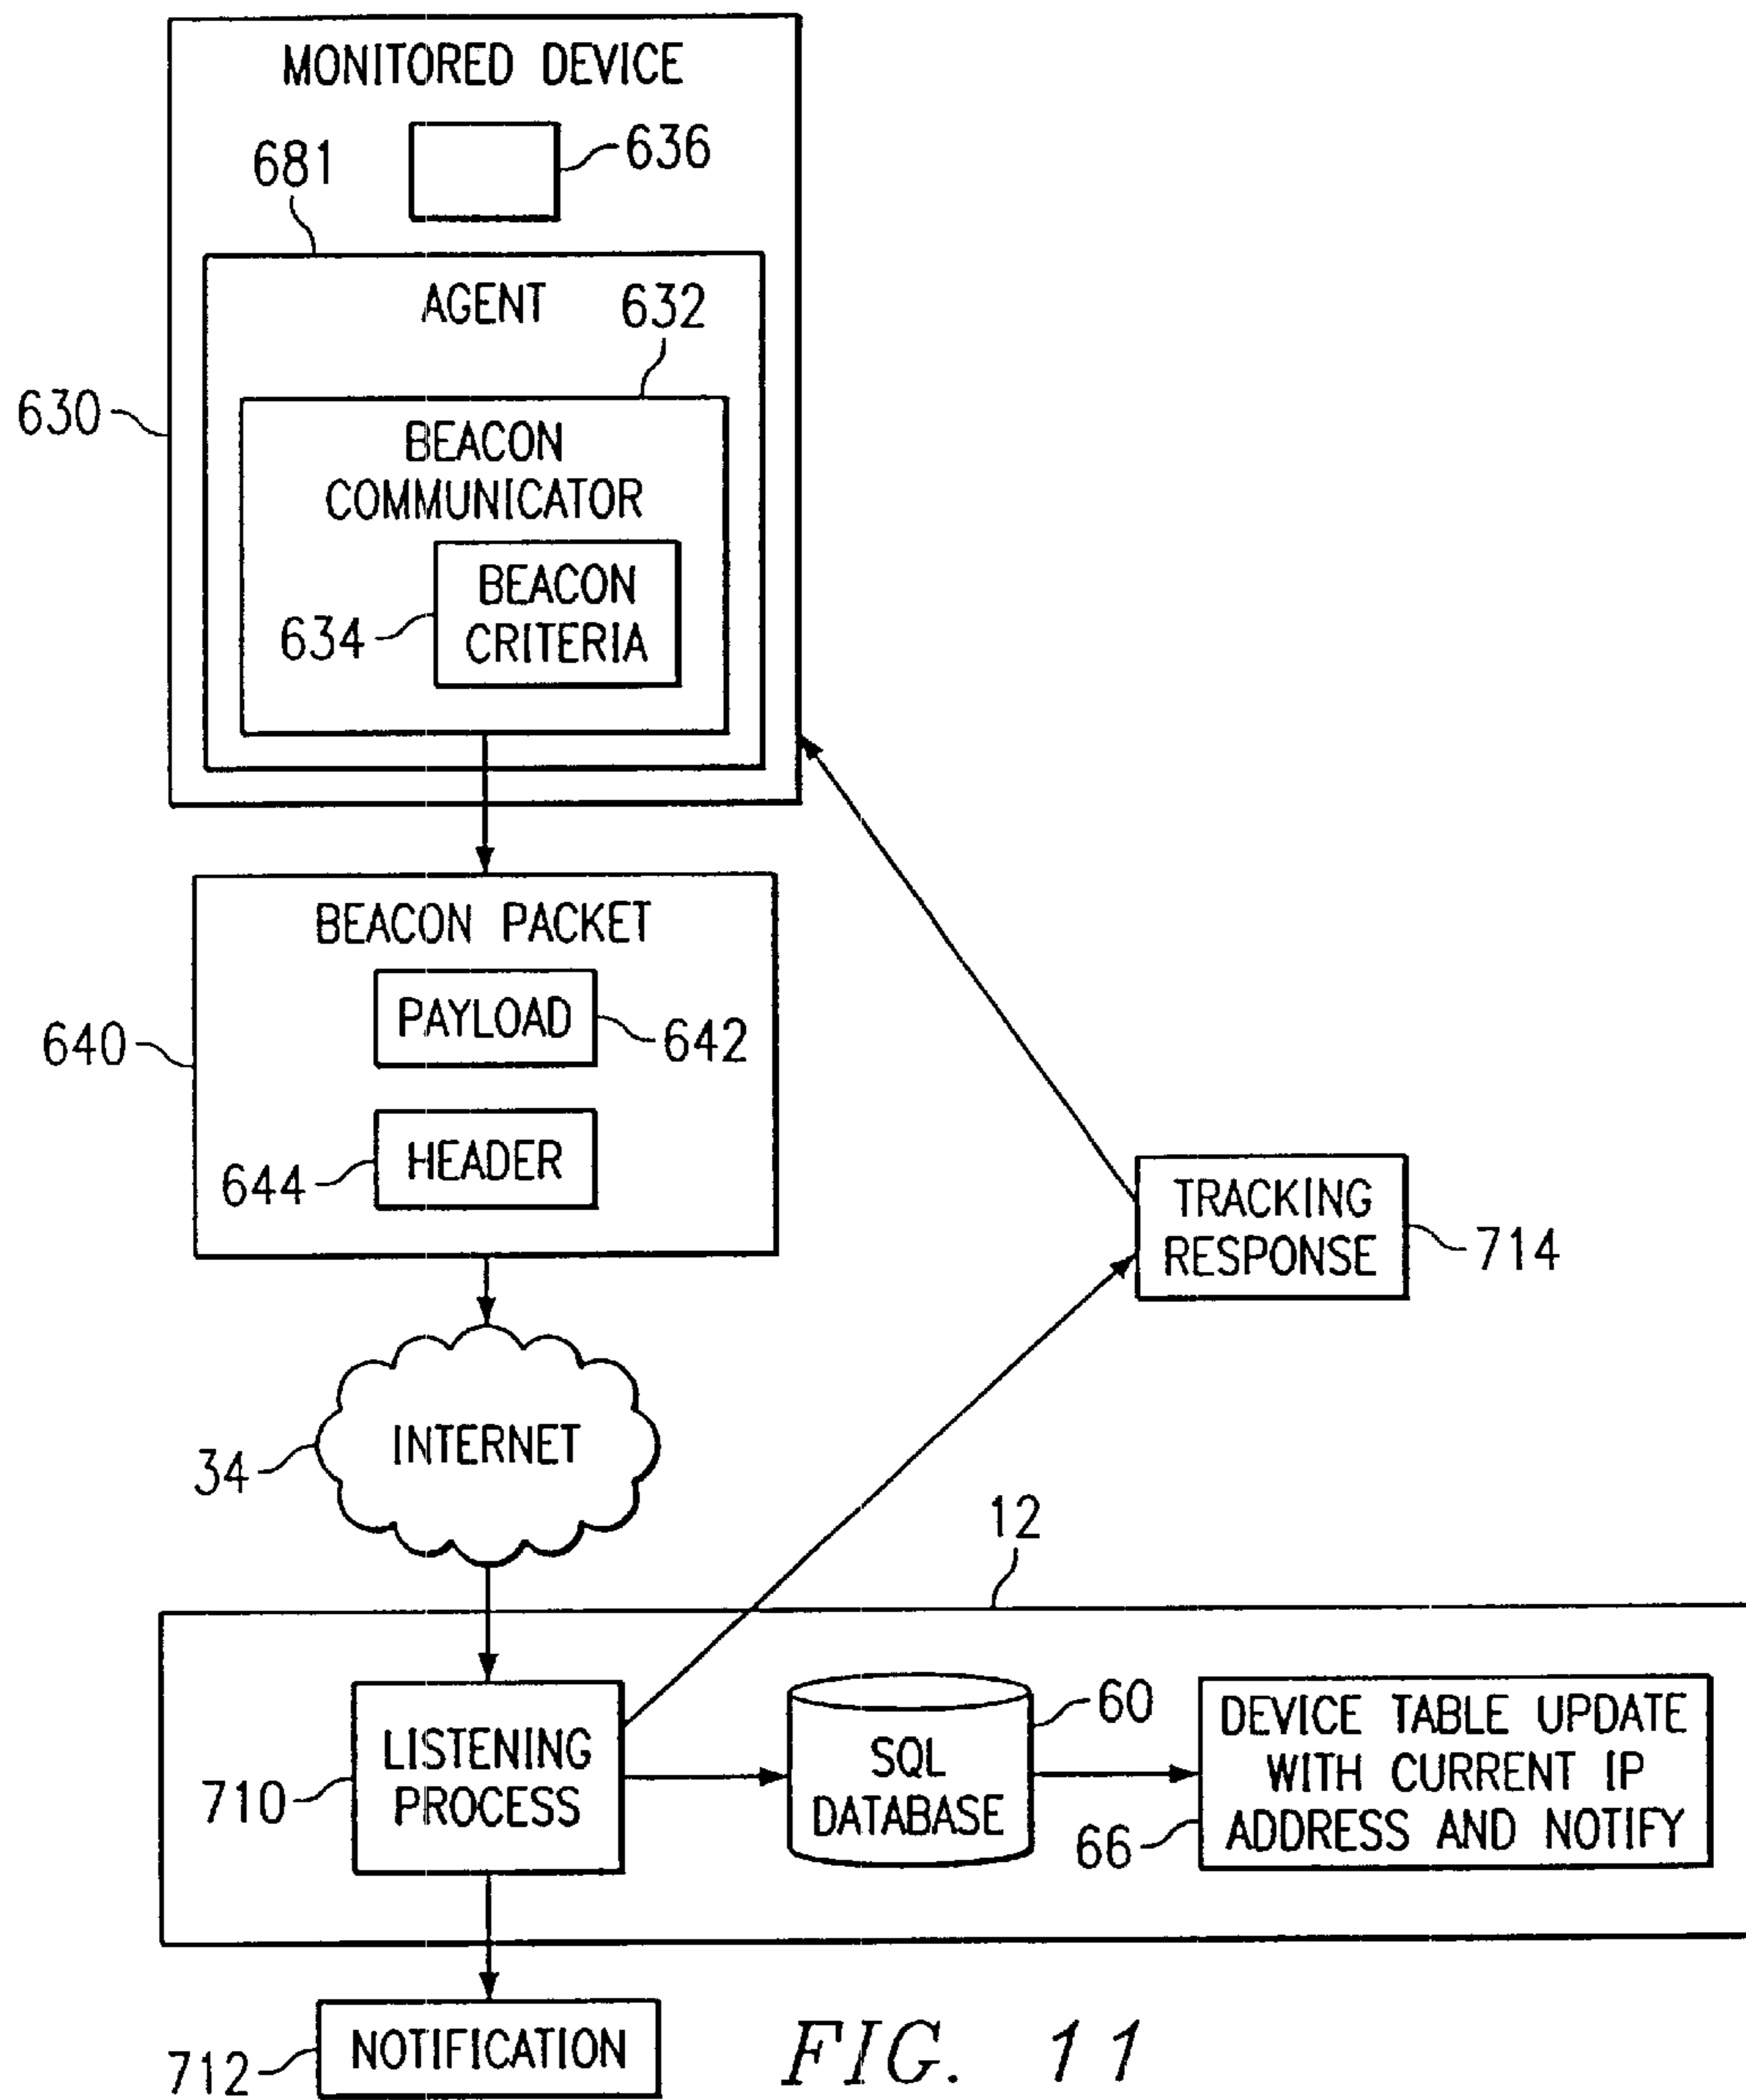 MONITORED DEVICE
636
681
AGENT
632
630
BEACON
COMMUNICATOR
BEACON
CRITERIA
634
BEACON PACKET
PAYLOAD
642
640
HEADER
644
TRACKING
RESPONSE
714
INTERNET
34
12
LISTENING
PROCESS
710
SQL
DATABASE
60
DEVICE TABLE UPDATE
WITH CURRENT IP
ADDRESS AND NOTIFY
66
NOTIFICATION
712
FIG. 11